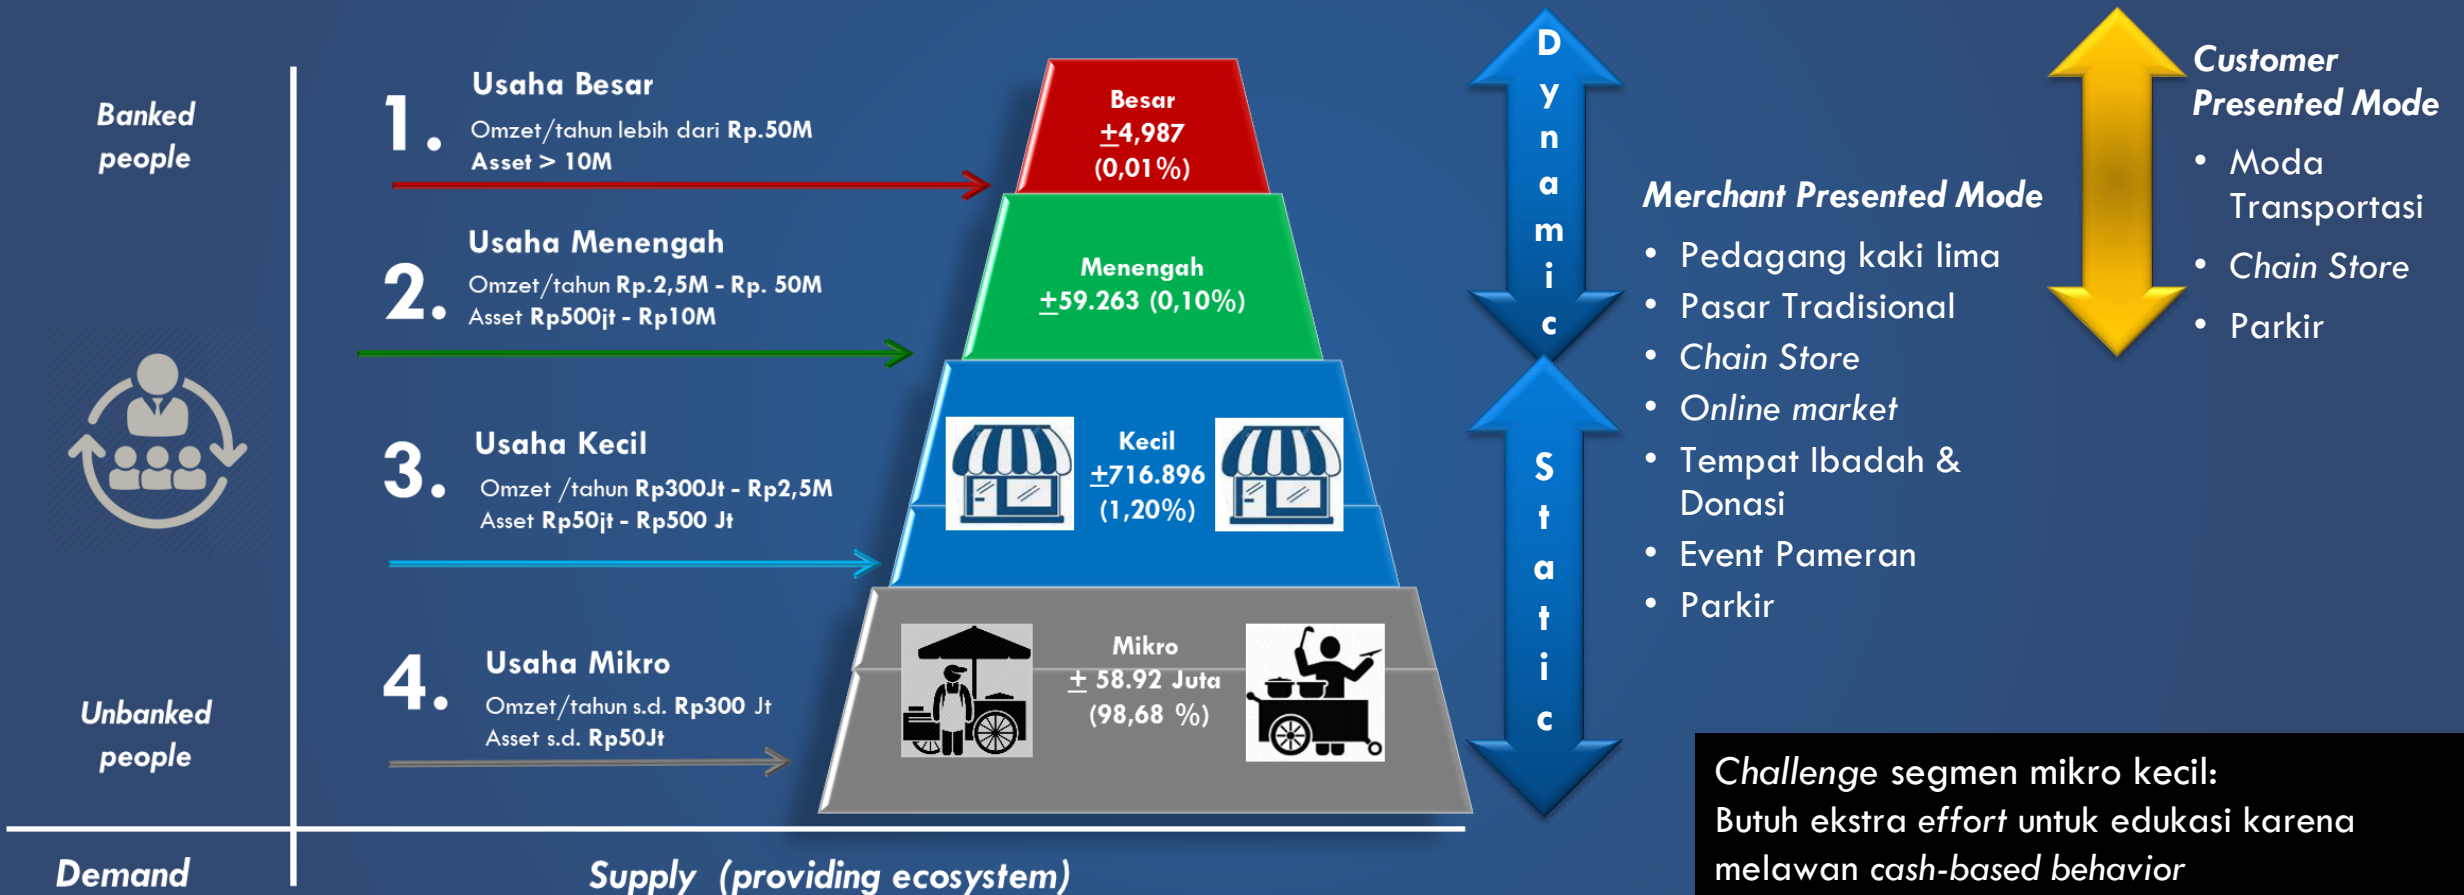 Banked
people
Unbanked
people
Demand
1.
Usaha Besar
Omzet/tahun lebih dari Rp.50M
Asset > 10M
2.
Usaha Menengah
Omzet/tahun Rp.2,5M - Rp. 50M
Asset Rp500jt - Rp10M
3.
Usaha Kecil
Omzet /tahun Rp300Jt - Rp2,5M
Asset Rp50jt - Rp500 Jt
4.
Usaha Mikro
Omzet/tahun s.d. Rp300 Jt
Asset s.d. Rp50Jt
Supply (providing ecosystem)
Besar
±4,987
(0,01%)
Menengah
±59.263 (0,10%)
Kecil
±716.896
(1,20%)
Mikro
± 58.92 Juta
(98,68 %)
Dynamic
Static
Merchant Presented Mode
• Pedagang kaki lima
• Pasar Tradisional
• Chain Store
• Online market
• Tempat Ibadah &
Donasi
• Event Pameran
• Parkir
Customer
Presented Mode
• Moda
Transportasi
• Chain Store
• Parkir
Challenge segmen mikro kecil:
Butuh ekstra effort untuk edukasi karena
melawan cash-based behavior